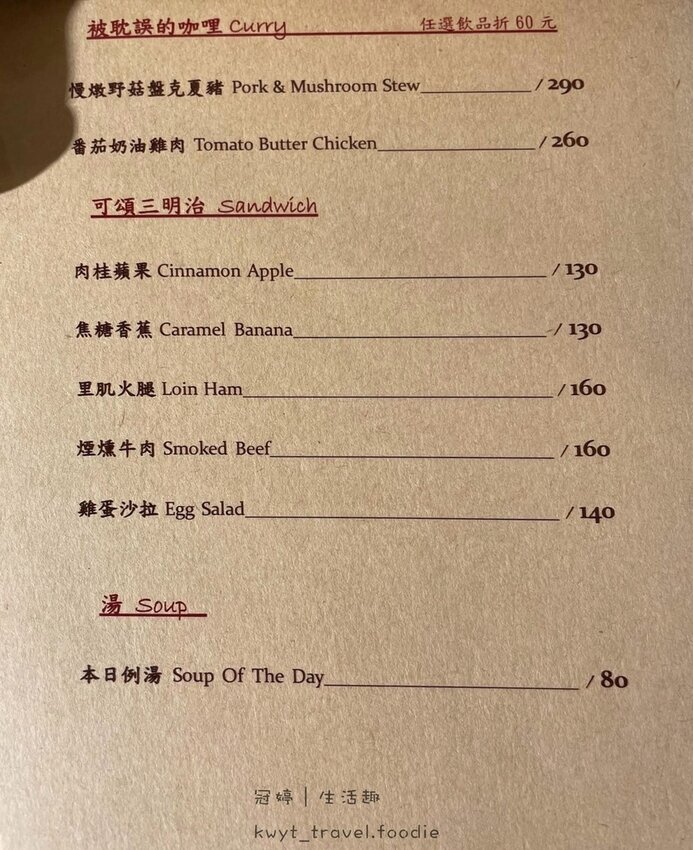 被耽誤的咖哩 Curry 任選飲品折 60 元
慢燉野菇盤克夏豬 Pork & Mushroom Stew / 290
番茄奶油雞肉 Tomato Butter Chicken / 260
可頌三明治 Sandwich
肉桂蘋果 Cinnamon Apple / 130
焦糖香蕉 Caramel Banana / 130
里肌火腿 Loin Ham / 160
煙燻牛肉 Smoked Beef / 160
雞蛋沙拉 Egg Salad / 140
湯 Soup
本日例湯 Soup Of The Day / 80
冠婷｜生活趣
kwyt_travel.foodie